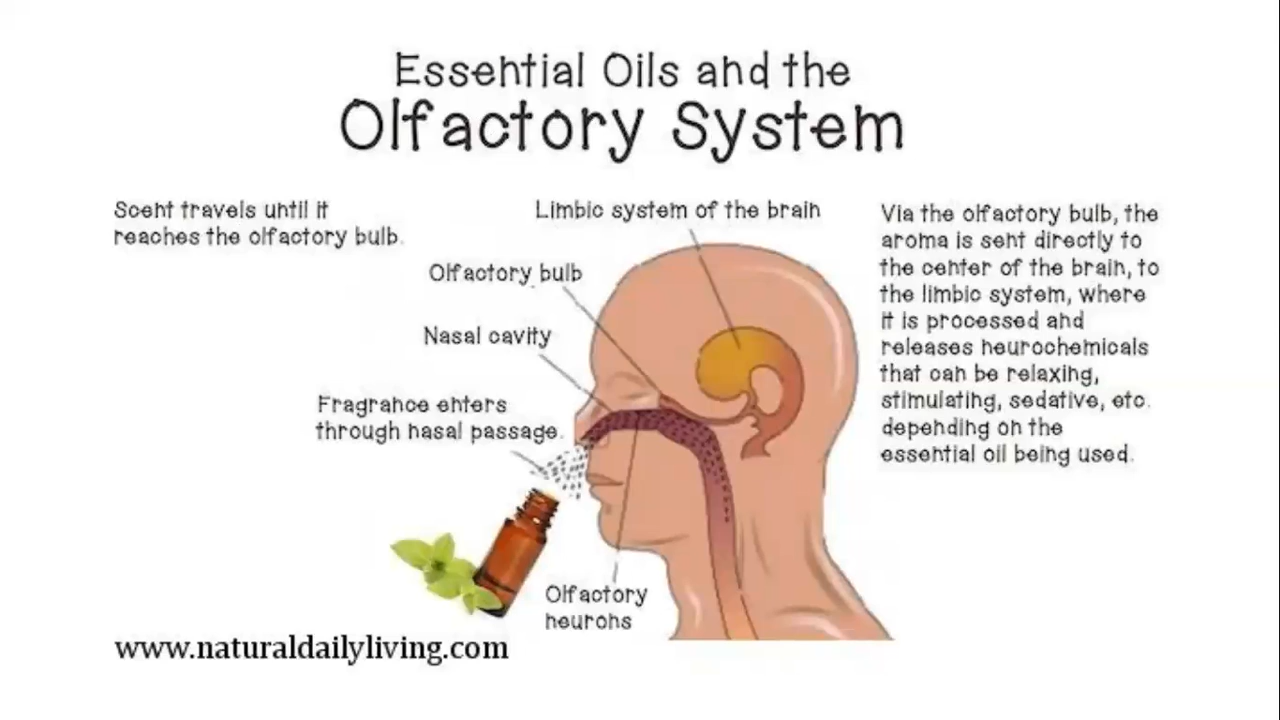 Essential Oils and the
Olfactory System
Scent travels until it
reaches the olfactory bulb.
Limbic system of the brain
Olfactory bulb
Nasal cavity
Fragrance enters
through nasal passage.
Olfactory
neurons
Via the olfactory bulb, the
aroma is sent directly to
the center of the brain, to
the limbic system, where
it is processed and
releases neurochemicals
that can be relaxing,
stimulating, sedative, etc.
depending on the
essential oil being used.
www.naturaldailyliving.com